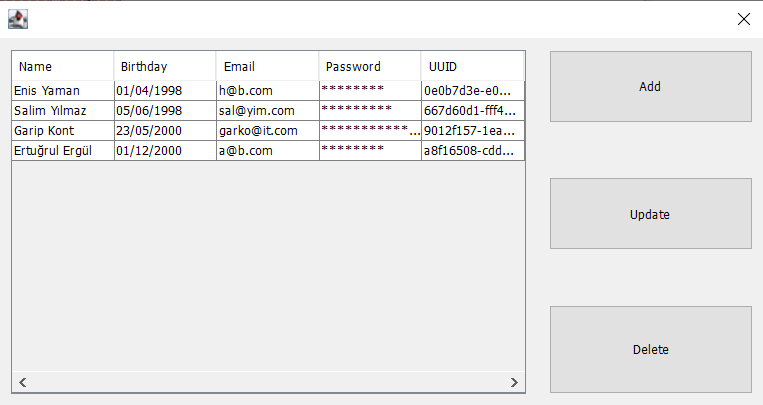 Name Birthday Email Password UUID
Enis Yaman 01/04/1998 h@b.com ******** 0e0b7d3e-e0...
Salim Yılmaz 05/06/1998 sal@yim.com ********* 667d60d1-fff4...
Garip Kont 23/05/2000 garko@it.com ***********... 9012f157-1ea...
Ertuğrul Ergül 01/12/2000 a@b.com ******** a8f16508-cdd...
Add
Update
Delete